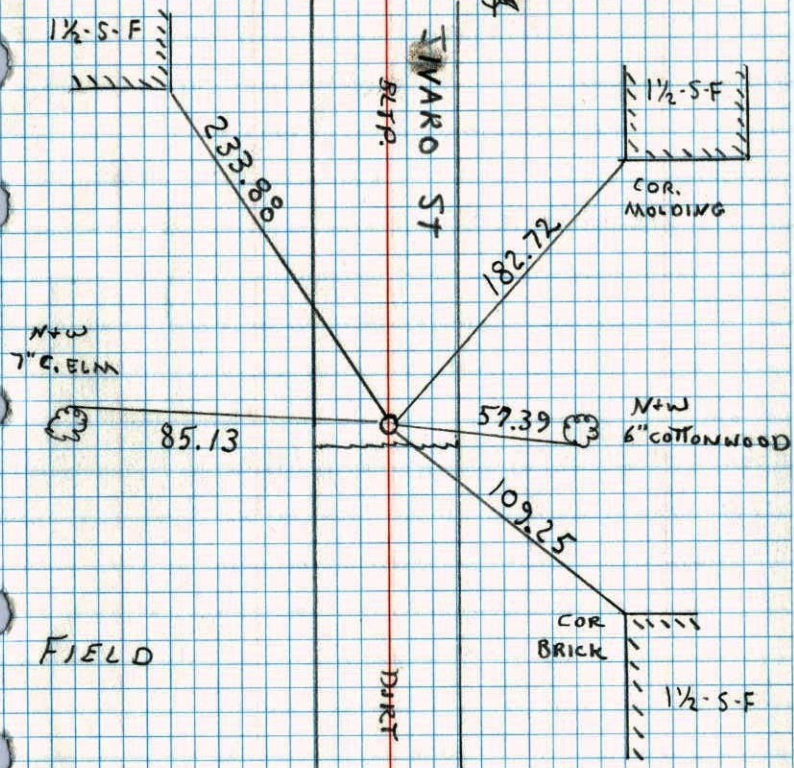 1½-S-F
233.80
BLTP.
ST
1½-S-F
COR.
MOLDING
182.72
N+W
7" C. ELM
85.13
57.39
N+W
6" COTTONWOOD
109.25
FIELD
DIRT
COR
BRICK
1½-S-F